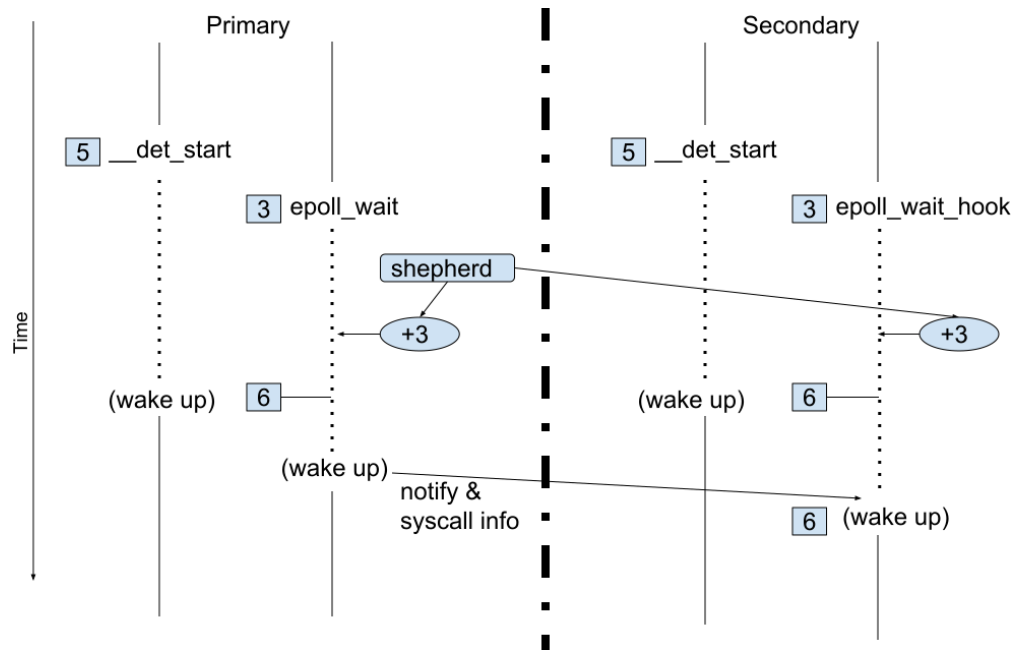 Primary
Secondary
5 __det_start
5 __det_start
3 epoll_wait
3 epoll_wait_hook
shepherd
Time
+3
+3
(wake up)
6
(wake up)
6
(wake up)
notify &
syscall info
6 (wake up)